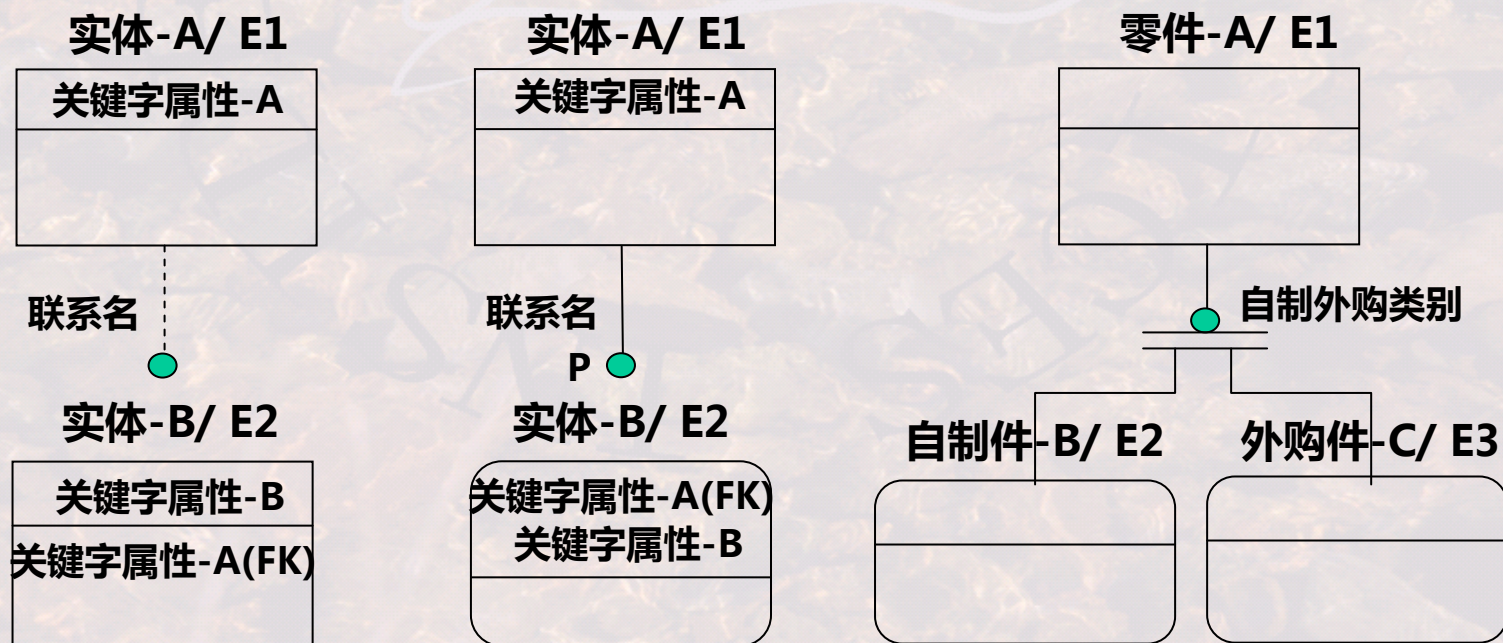 实体-A/ E1
关键字属性-A
联系名
实体-B/ E2
关键字属性-B
关键字属性-A(FK)
实体-A/ E1
关键字属性-A
联系名
P
实体-B/ E2
关键字属性-A(FK)
关键字属性-B
零件-A/ E1
自制外购类别
自制件-B/ E2
外购件-C/ E3